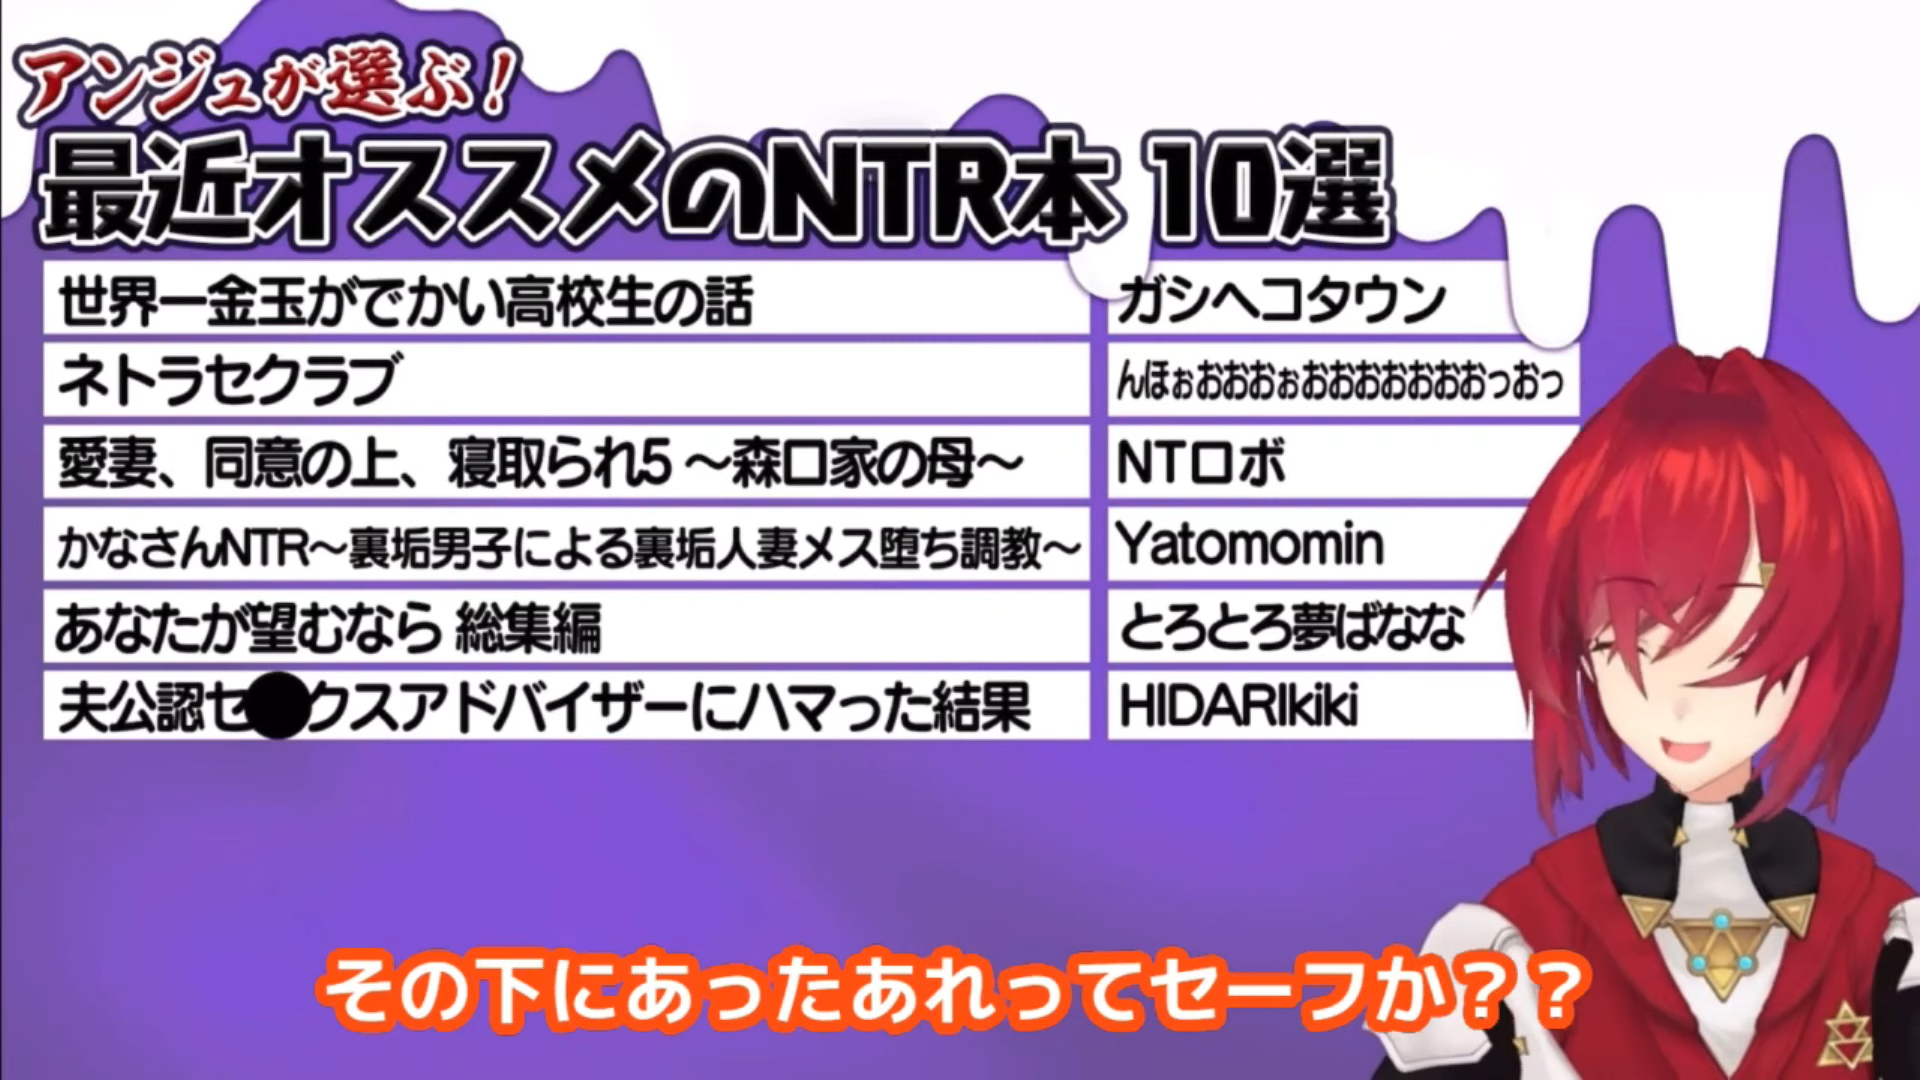 アンジュが選ぶ！
最近オススメのNTR本 10選
世界一金玉がでかい高校生の話 ガシヘコタウン
ネトラセクラブ んほぉおおおぉおおおおおおおっおっ
愛妻、同意の上、寝取られ5 〜森口家の母〜 NTロボ
かなさんNTR〜裏垢男子による裏垢人妻メス堕ち調教〜 Yatomomin
あなたが望むなら 総集編 とろとろ夢ばなな
夫公認セ●クスアドバイザーにハマった結果 HIDARIkiki
その下にあったあれってセーフか？？